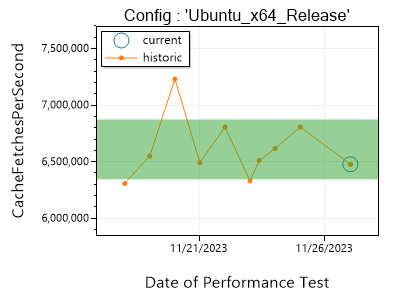 Config : 'Ubuntu_x64_Release'
current
historic
7,500,000
7,000,000
6,500,000
6,000,000
CacheFetchesPerSecond
11/21/2023
11/26/2023
Date of Performance Test